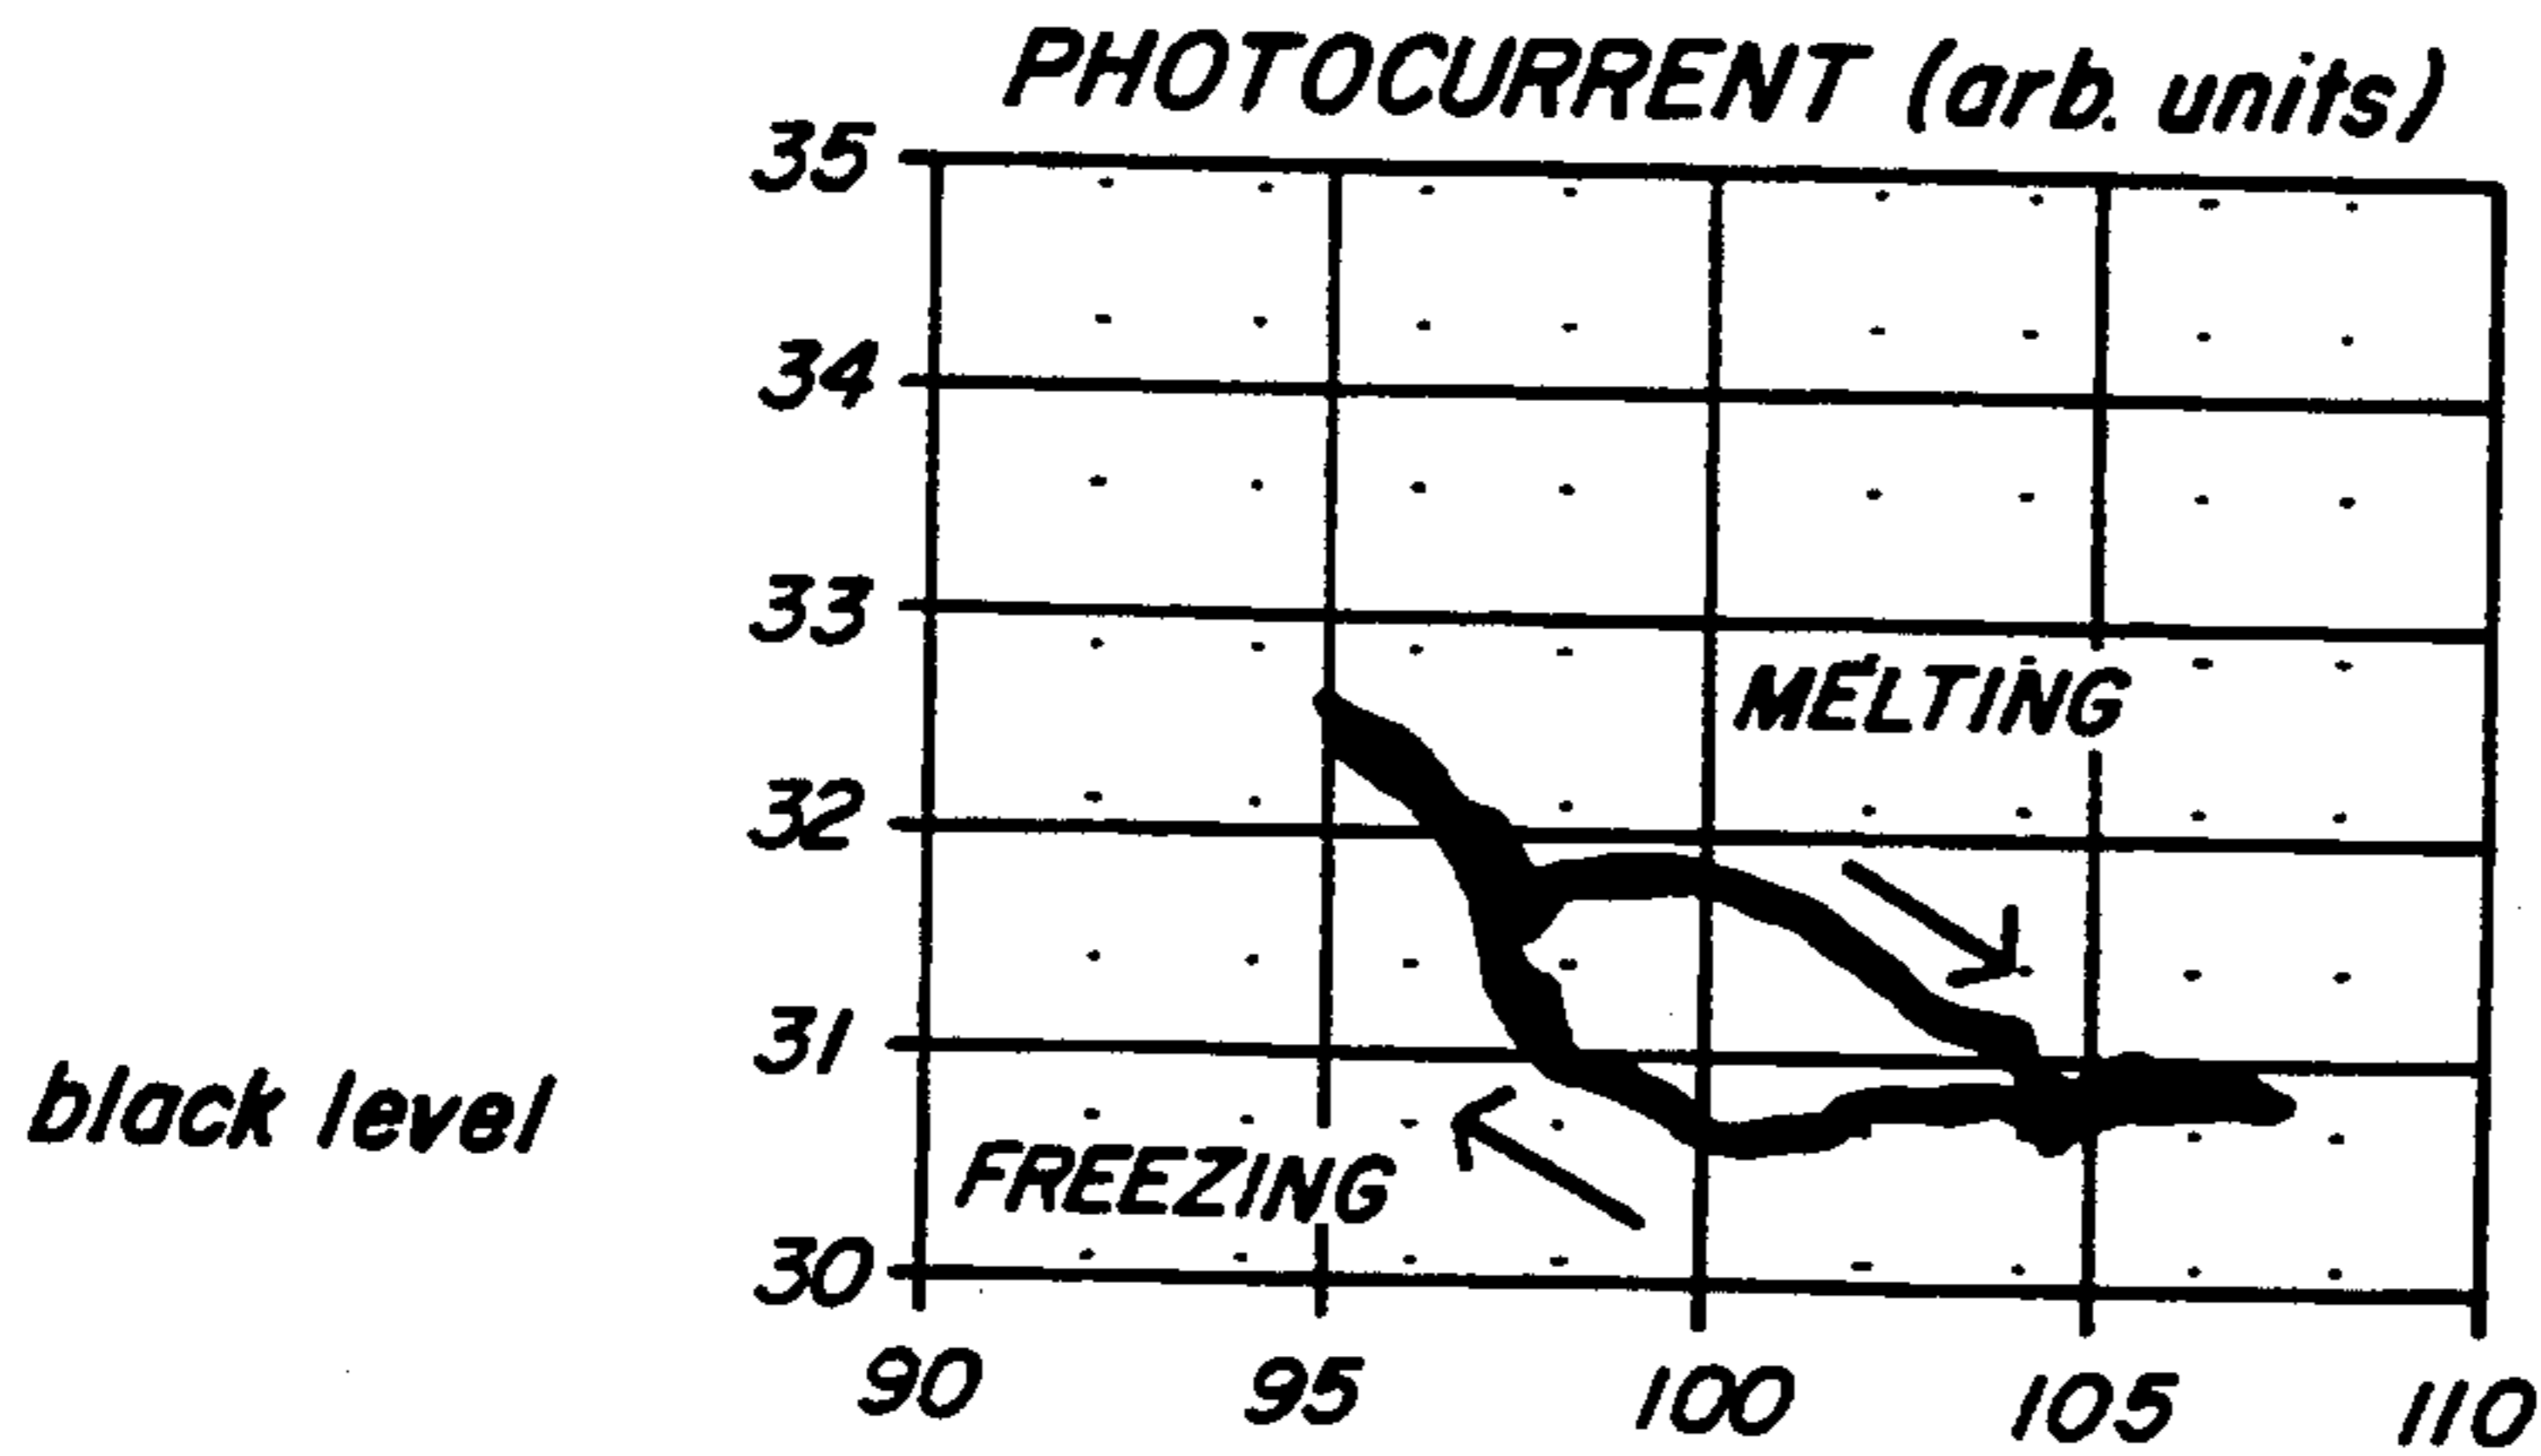 PHOTOCURRENT (arb. units)
35
34
33
MELTING
32
31
black level
FREEZING
30
90 95 100 105 110